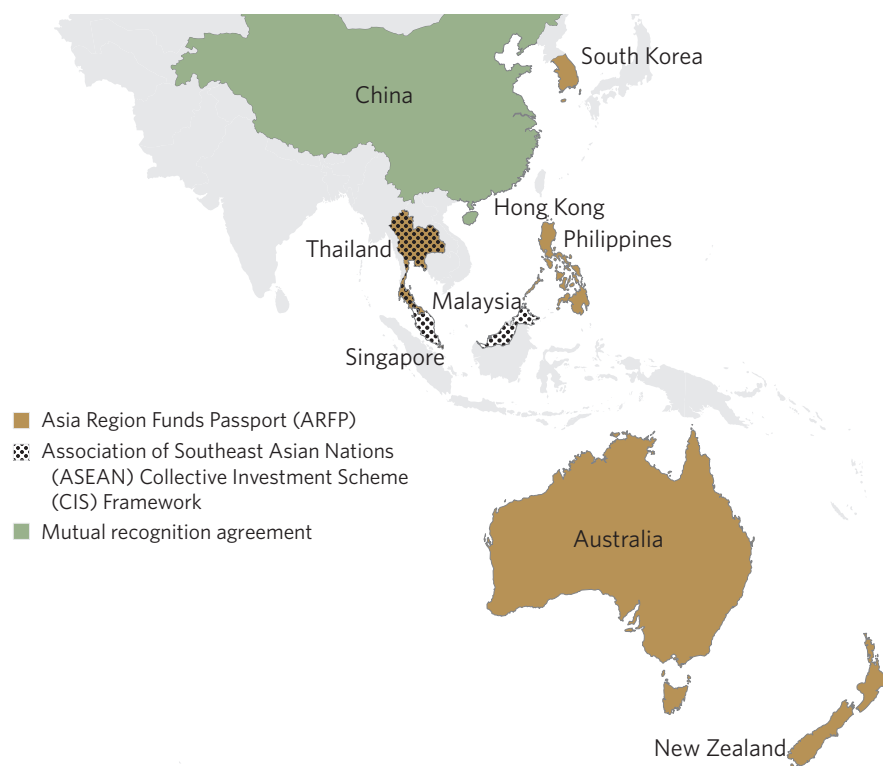 South Korea
China
Hong Kong
Philippines
Thailand
Malaysia
Singapore
Asia Region Funds Passport (ARFP)
Association of Southeast Asian Nations
(ASEAN) Collective Investment Scheme
(CIS) Framework
Mutual recognition agreement
Australia
New Zealand